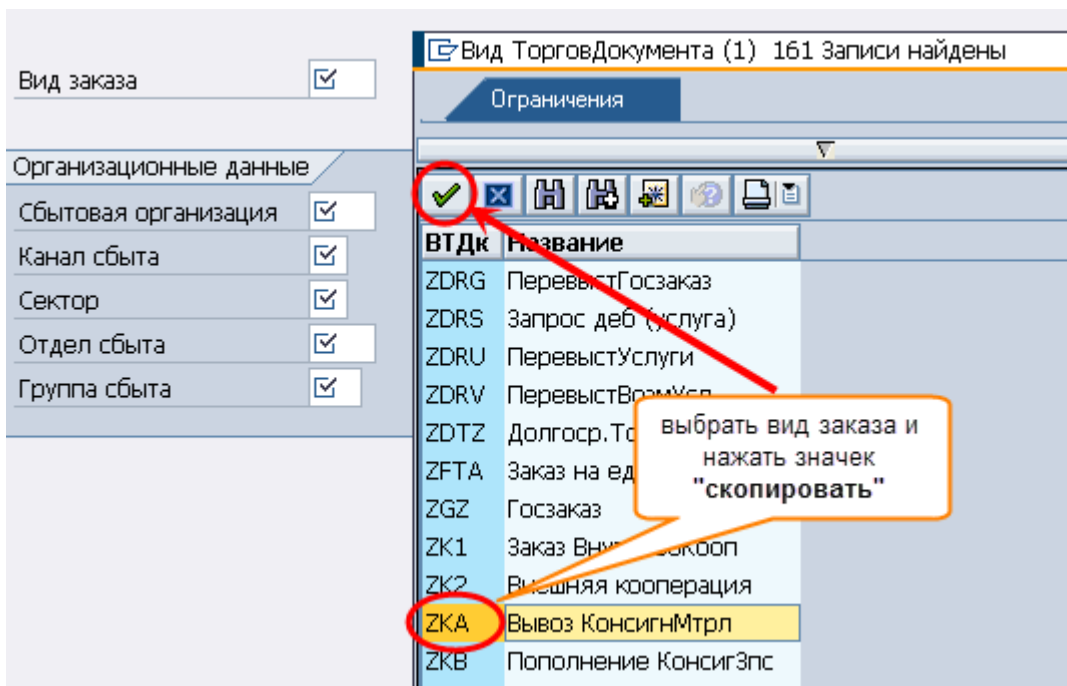 Вид заказа
Организационные данные
Сбытовая организация
Канал сбыта
Сектор
Отдел сбыта
Группа сбыта
Вид ТорговДокумента (1) 161 Записи найдены
Ограничения
ВТДк Название
ZDRG ПеревыстГосзаказ
ZDRS Запрос деб (услуга)
ZDRU ПеревыстУслуги
ZDRV
ZDTZ Долгоср.
ZFTA Заказ на
ZGZ Госзаказ
ZK1 Заказ
ZK2 Внешняя кооперация
ZKA Вывоз КонсигнМтрл
ZKB Пополнение КонсигЗпс
выбрать вид заказа и
нажать значек
"скопировать"